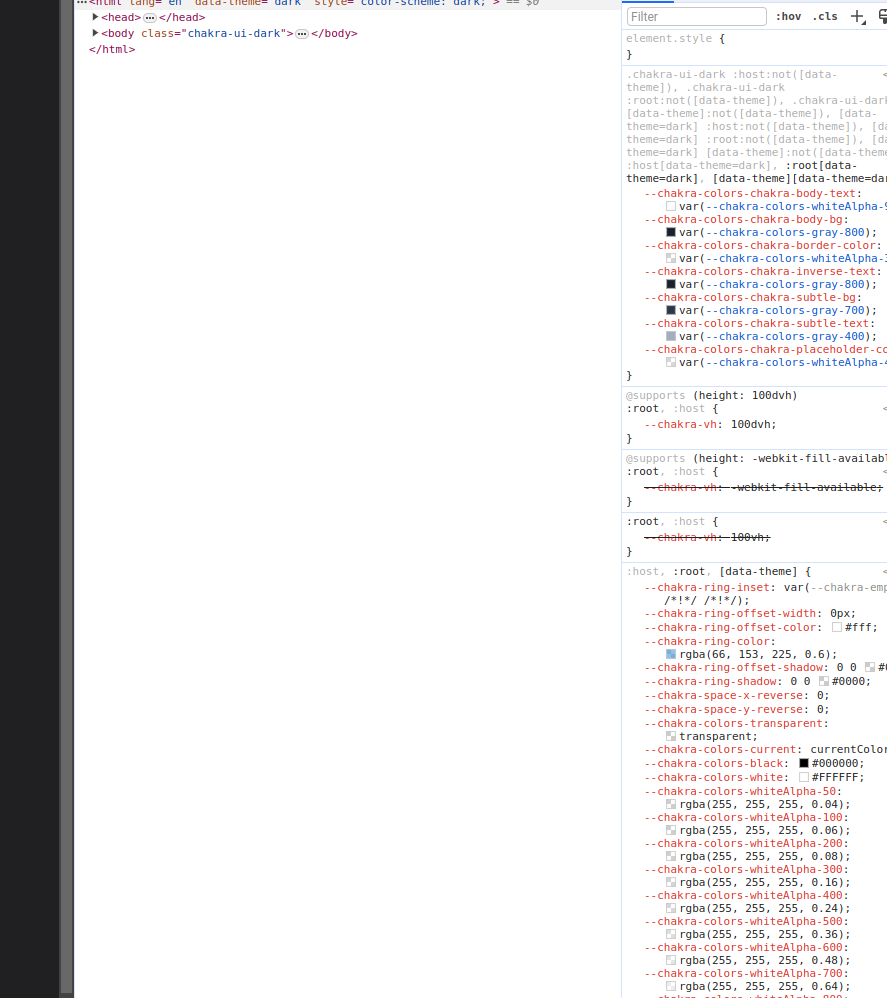 <html lang="en" data-theme="dark" style="color-scheme: dark;"> == $0
<head> </head>
<body class="chakra-ui-dark"> </body>
</html>
Filter :hov .cls
element.style {
}
.chakra-ui-dark :host:not([data-
theme]), .chakra-ui-dark
:root:not([data-theme]), .chakra-ui-dark
[data-theme]:not([data-theme]), [data-
theme=dark] :host:not([data-theme]), [da
theme=dark] :root:not([data-theme]), [da
theme=dark] [data-theme]:not([data-theme
:host[data-theme=dark], :root[data-
theme=dark], [data-theme][data-theme=dar
--chakra-colors-chakra-body-text:
var(--chakra-colors-whiteAlpha-9
--chakra-colors-chakra-body-bg:
var(--chakra-colors-gray-800);
--chakra-colors-chakra-border-color:
var(--chakra-colors-whiteAlpha-3
--chakra-colors-chakra-inverse-text:
var(--chakra-colors-gray-800);
--chakra-colors-chakra-subtle-bg:
var(--chakra-colors-gray-700);
--chakra-colors-chakra-subtle-text:
var(--chakra-colors-gray-400);
--chakra-colors-chakra-placeholder-co
var(--chakra-colors-whiteAlpha-4
}
@supports (height: 100dvh)
:root, :host {
--chakra-vh: 100dvh;
}
@supports (height: -webkit-fill-availabl
:root, :host {
--chakra-vh: -webkit-fill-available;
}
:root, :host {
--chakra-vh: 100vh;
}
:host, :root, [data-theme] {
--chakra-ring-inset: var(--chakra-emp
/*!*/ /*!*/);
--chakra-ring-offset-width: 0px;
--chakra-ring-offset-color: #fff;
--chakra-ring-color:
rgba(66, 153, 225, 0.6);
--chakra-ring-offset-shadow: 0 0 #0
--chakra-ring-shadow: 0 0 #0000;
--chakra-space-x-reverse: 0;
--chakra-space-y-reverse: 0;
--chakra-colors-transparent:
transparent;
--chakra-colors-current: currentColor
--chakra-colors-black: #000000;
--chakra-colors-white: #FFFFFF;
--chakra-colors-whiteAlpha-50:
rgba(255, 255, 255, 0.04);
--chakra-colors-whiteAlpha-100:
rgba(255, 255, 255, 0.06);
--chakra-colors-whiteAlpha-200:
rgba(255, 255, 255, 0.08);
--chakra-colors-whiteAlpha-300:
rgba(255, 255, 255, 0.16);
--chakra-colors-whiteAlpha-400:
rgba(255, 255, 255, 0.24);
--chakra-colors-whiteAlpha-500:
rgba(255, 255, 255, 0.36);
--chakra-colors-whiteAlpha-600:
rgba(255, 255, 255, 0.48);
--chakra-colors-whiteAlpha-700:
rgba(255, 255, 255, 0.64);
--chakra-colors-whiteAlpha-800: